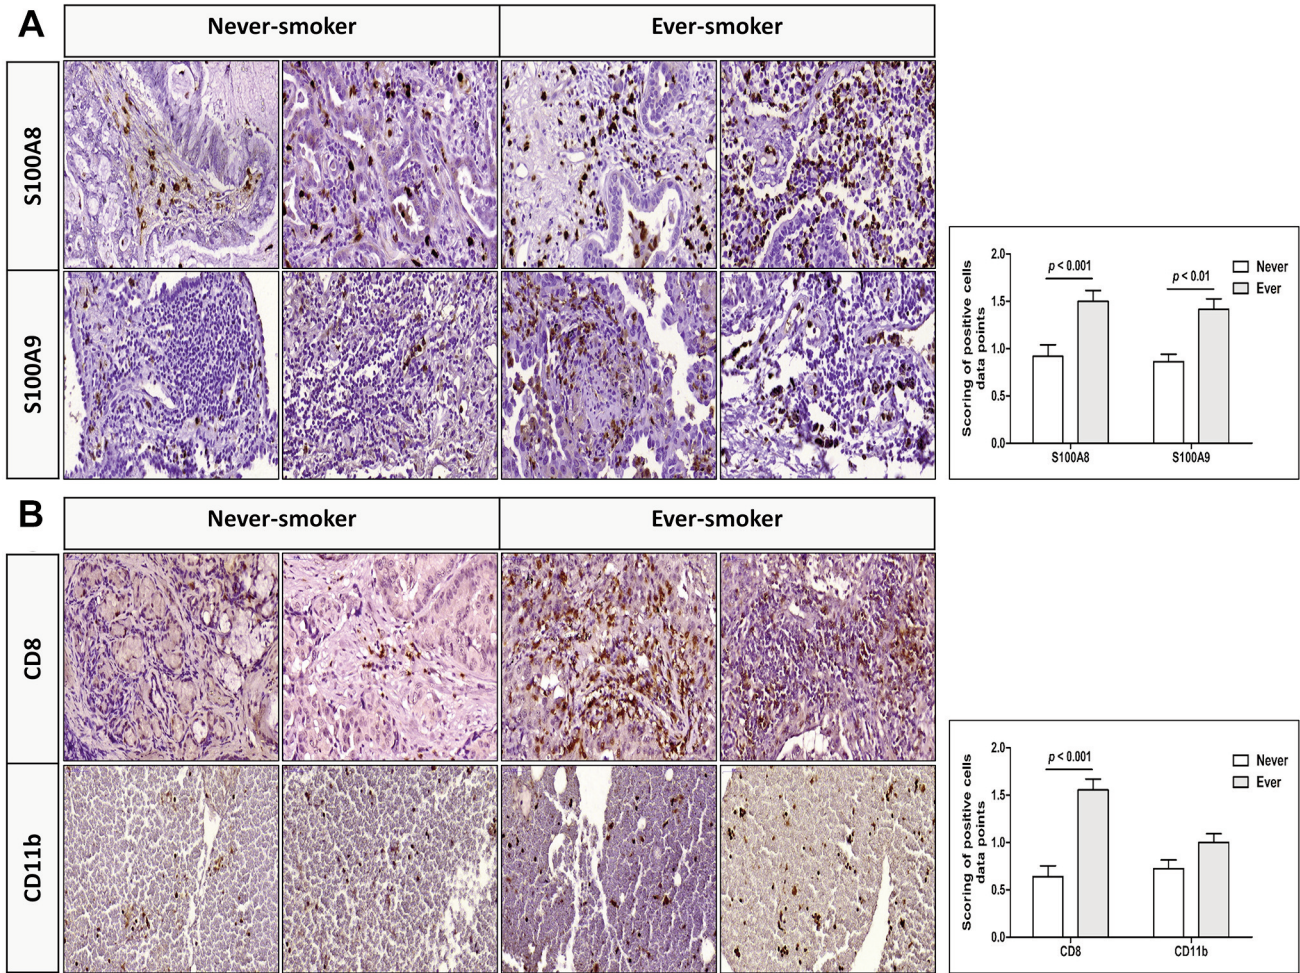 A
Never-smoker
Ever-smoker
S100A8
S100A9
Scoring of positive cells
data points
2.0
1.5
1.0
0.5
0.0
p < 0.001
p < 0.01
Never
Ever
S100A8
S100A9
B
Never-smoker
Ever-smoker
CD8
CD11b
Scoring of positive cells
data points
2.0
1.5
1.0
0.5
0.0
p < 0.001
Never
Ever
CD8
CD11b